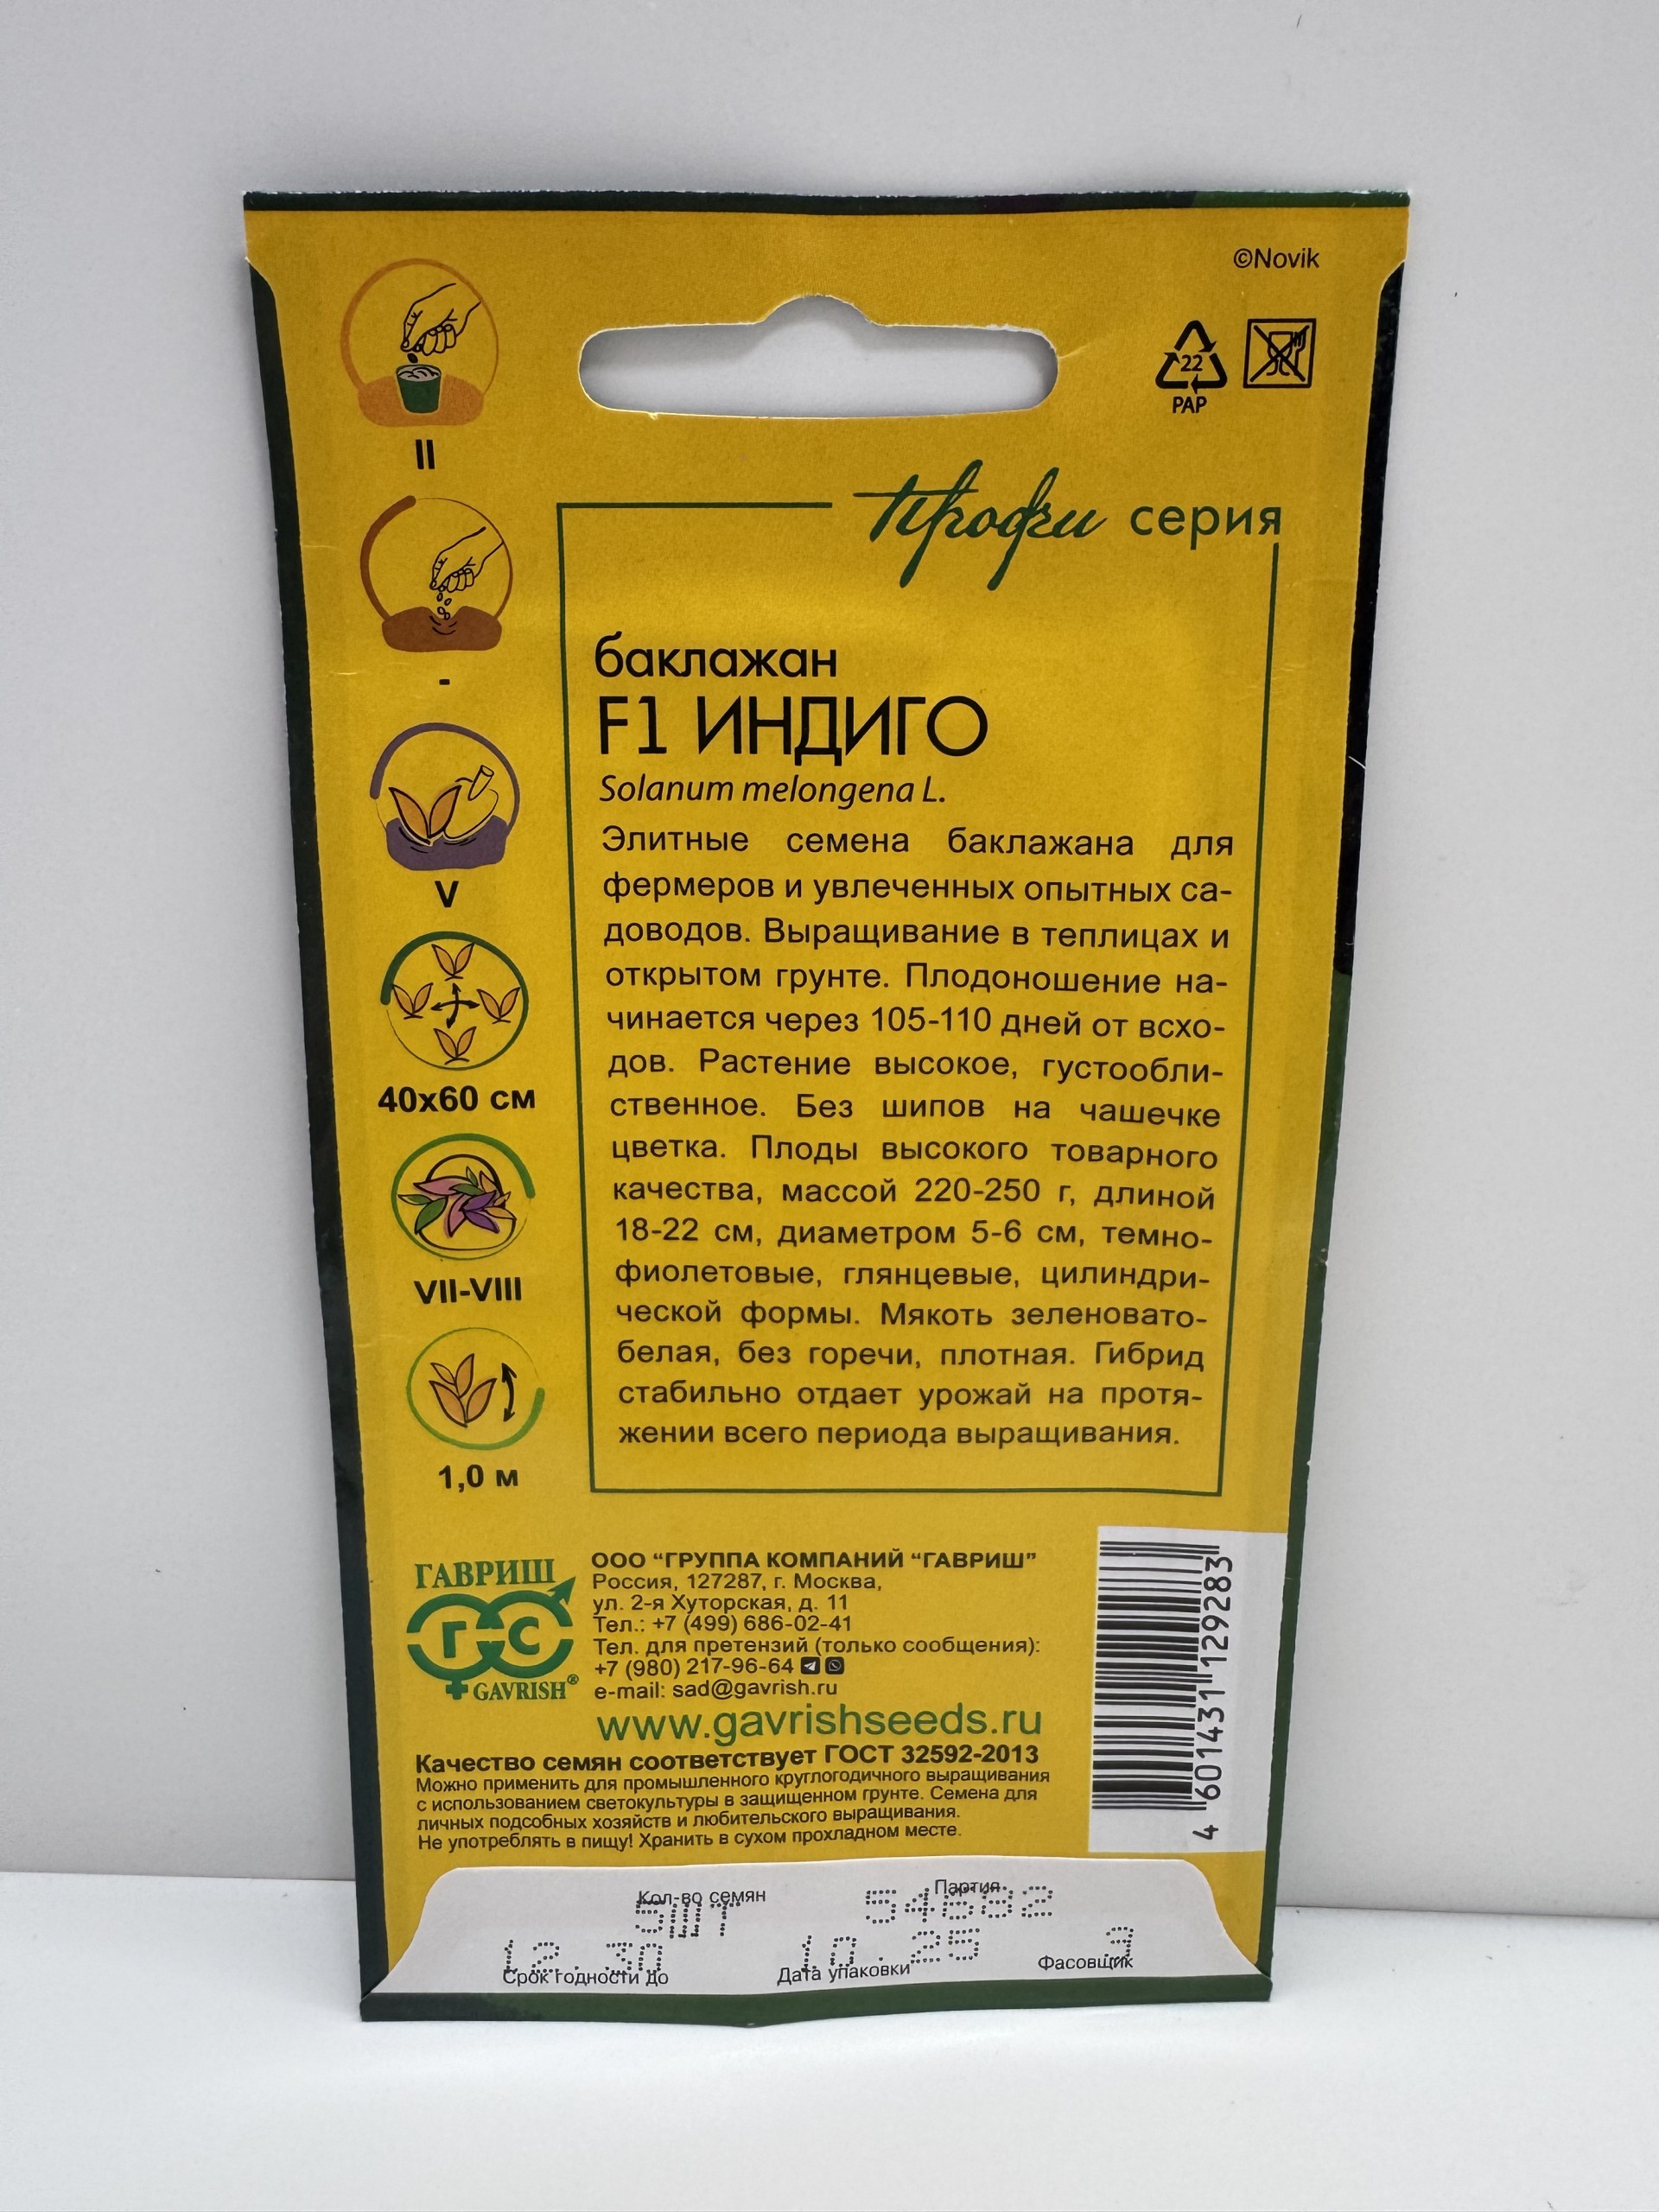 ©Novik
22
PAP
II
-
V
40х60 см
VII-VIII
1,0 м
Профи серия
баклажан
F1 ИНДИГО
Solanum melongena L.
Элитные семена баклажана для
фермеров и увлеченных опытных са-
доводов. Выращивание в теплицах и
открытом грунте. Плодоношение на-
чинается через 105-110 дней от всхо-
дов. Растение высокое, густообли-
ственное. Без шипов на чашечке
цветка. Плоды высокого товарного
качества, массой 220-250 г, длиной
18-22 см, диаметром 5-6 см, темно-
фиолетовые, глянцевые, цилиндри-
ческой формы. Мякоть зеленовато-
белая, без горечи, плотная. Гибрид
стабильно отдает урожай на протя-
жении всего периода выращивания.
ГАВРИШ
ГС
GAVRISH®
ООО “ГРУППА КОМПАНИЙ “ГАВРИШ”
Россия, 127287, г. Москва,
ул. 2-я Хуторская, д. 11
Тел.: +7 (499) 686-02-41
Тел. для претензий (только сообщения):
+7 (980) 217-96-64
e-mail: sad@gavrish.ru
www.gavrishseeds.ru
Качество семян соответствует ГОСТ 32592-2013
Можно применить для промышленного круглогодичного выращивания
с использованием светокультуры в защищенном грунте. Семена для
личных подсобных хозяйств и любительского выращивания.
Не употреблять в пищу! Хранить в сухом прохладном месте.
4 601431 129283
Кол-во семян Партия
5шт
12.30 10.25 3
Срок годности до Дата упаковки Фасовщик